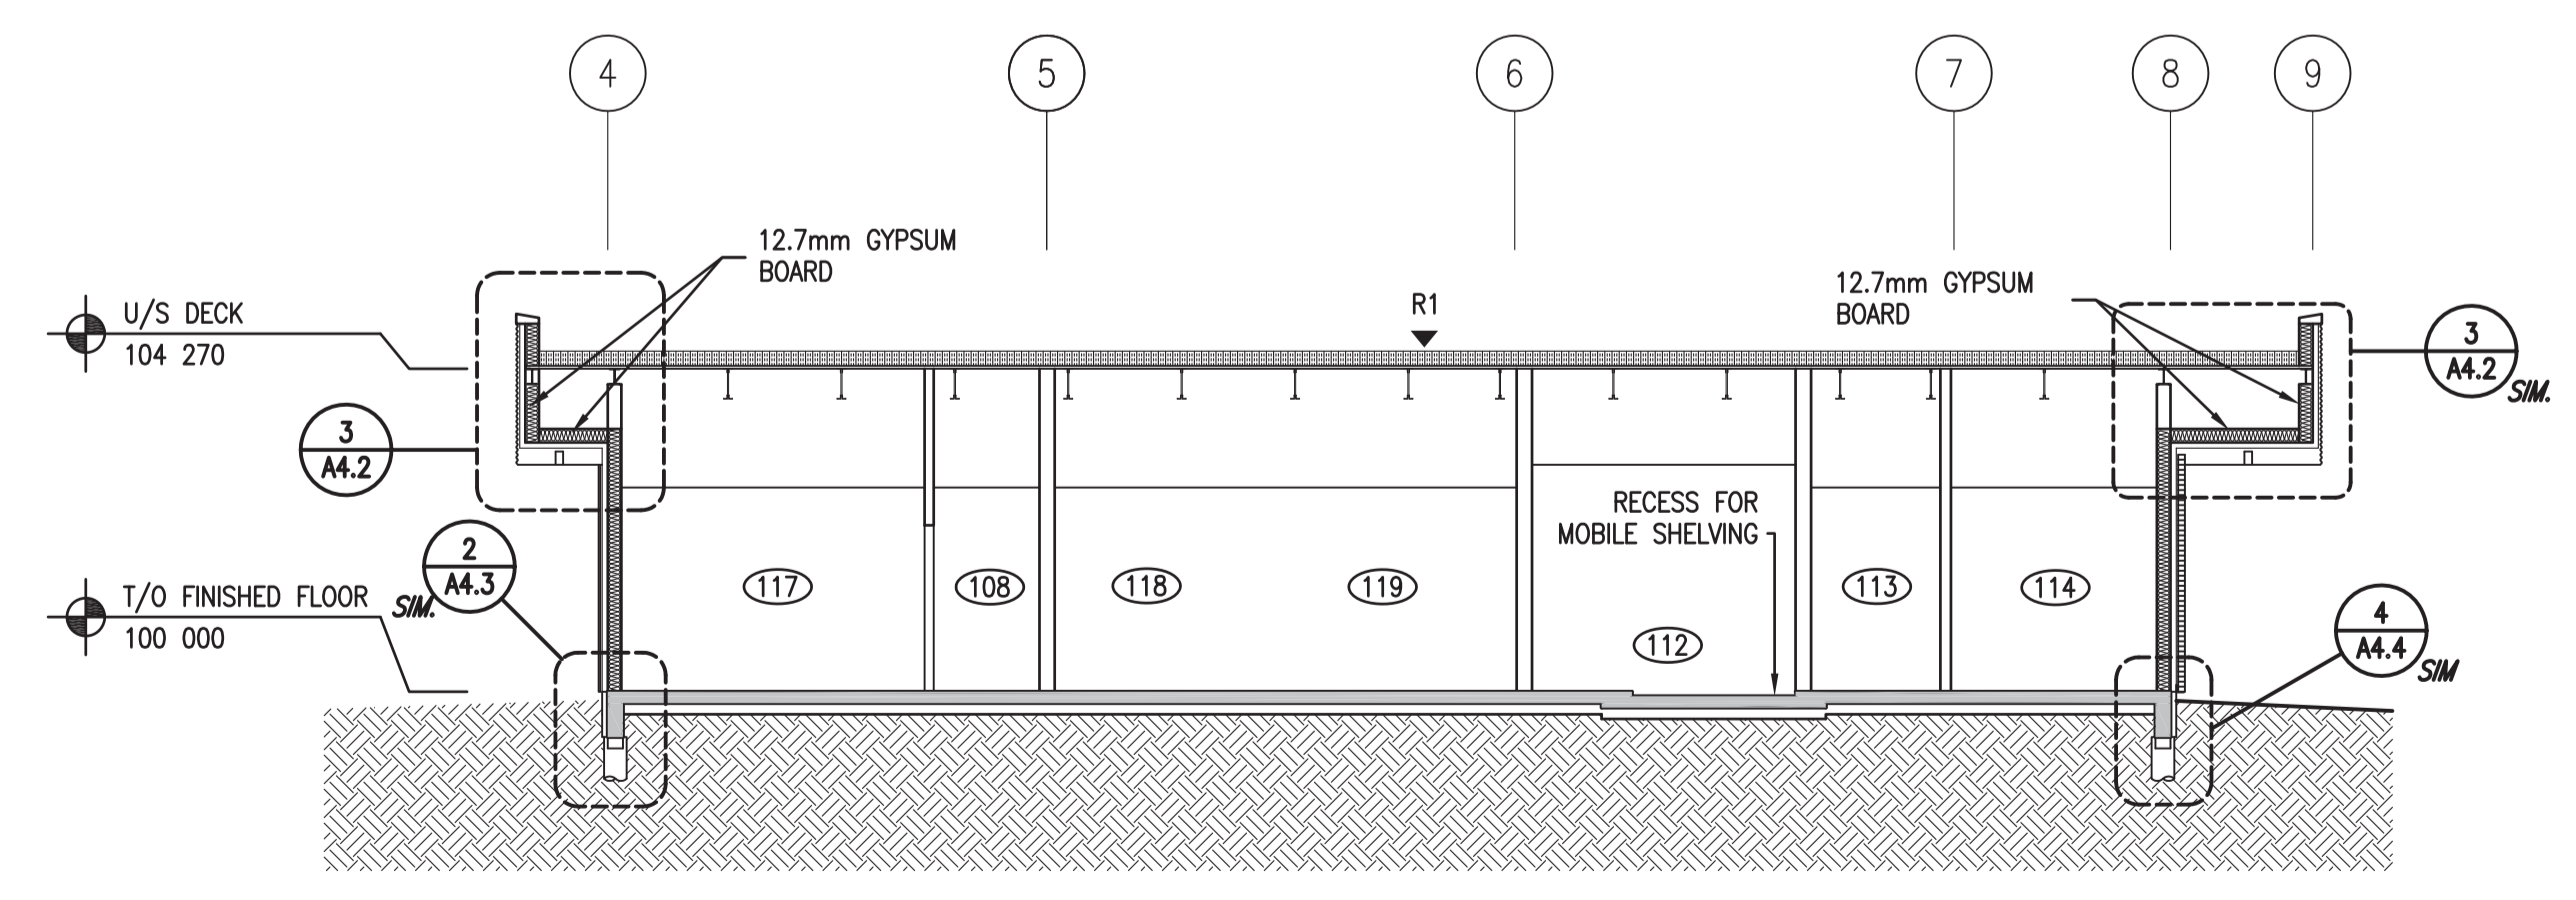 4
5
6
7
8
9
12.7mm GYPSUM
BOARD
12.7mm GYPSUM
BOARD
R1
U/S DECK
104 270
3
A4.2
SIM.
3
A4.2
RECESS FOR
MOBILE SHELVING
2
A4.3
SIM.
T/O FINISHED FLOOR
100 000
117
108
118
119
112
113
114
4
A4.4
SIM